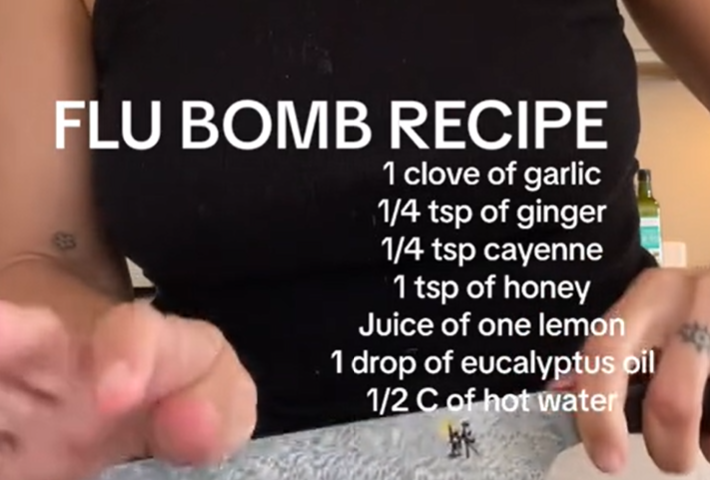 FLU BOMB RECIPE
1 clove of garlic
1/4 tsp of ginger
1/4 tsp cayenne
1 tsp of honey
Juice of one lemon
1 drop of eucalyptus oil
1/2 C of hot water